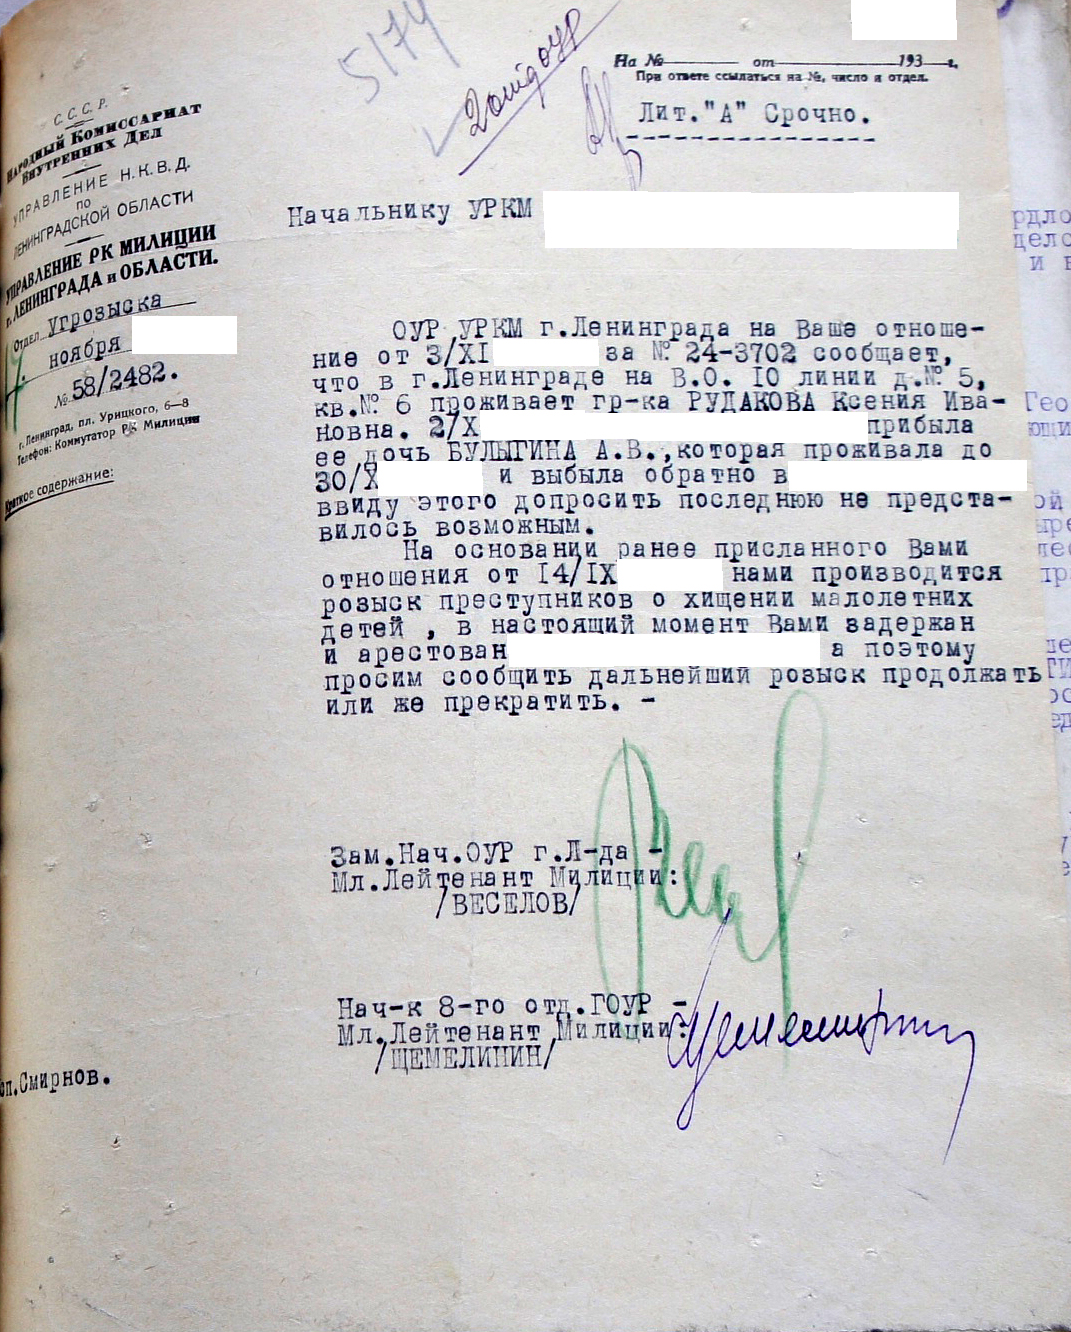 5174
На № от 193 г.
При ответе ссылаться на №, число и отдел.
Лит."А" Срочно.
С. С. С. Р.
Народный Комиссариат
Внутренних Дел
УПРАВЛЕНИЕ Н. К. В. Д.
по
ЛЕНИНГРАДСКОЙ ОБЛАСТИ
УПРАВЛЕНИЕ РК МИЛИЦИИ
г. ЛЕНИНГРАДА и ОБЛАСТИ.
Отдел Угрозыска
ноября
№ 58/2482.
г. Ленинград, пл. Урицкого, 6—8
Телефон: Коммутатор РК Милиции
Краткое содержание:
Начальнику УРКМ
ОУР УРКМ г.Ленинграда на Ваше отноше-
ние от 3/XI за № 24-3702 сообщает,
что в г.Ленинграде на В.О. 10 линии д.№ 5,
кв.№ 6 проживает гр-ка РУДАКОВА Ксения Ива-
новна. 2/X прибыла
ее дочь БУЛЫГИНА А.В.,которая проживала до
30/X и выбыла обратно в
ввиду этого допросить последнюю не предста-
вилось возможным.
На основании ранее присланного Вами
отношения от 14/IX нами производится
розыск преступников о хищении малолетних
детей , в настоящий момент Вами задержан
и арестован а поэтому
просим сообщить дальнейший розыск продолжать
или же прекратить. -
Зам.Нач.ОУР г.Л-да -
Мл.Лейтенант Милиции:
/ВЕСЕЛОВ/
Нач-к 8-го отд.ГОУР -
Мл.Лейтенант Милиции:
/ЩЕМЕЛИНИН/
оп.Смирнов.